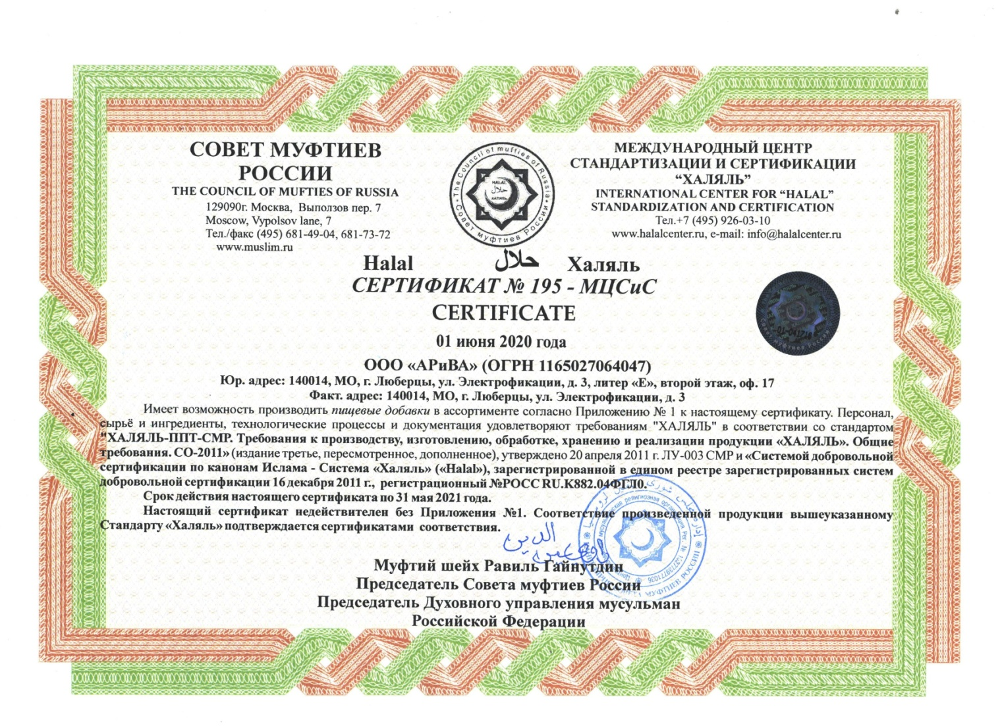 СОВЕТ МУФТИЕВ
РОССИИ
THE COUNCIL OF MUFTIES OF RUSSIA
129090г. Москва, Выползов пер. 7
Moscow, Vypolsov lane, 7
Тел./факс (495) 681-49-04, 681-73-72
www.muslim.ru
The Council of mufties of Russia
HALAL
حلال
ХАЛЯЛЬ
Совет муфтиев России
МЕЖДУНАРОДНЫЙ ЦЕНТР
СТАНДАРТИЗАЦИИ И СЕРТИФИКАЦИИ
“ХАЛЯЛЬ”
INTERNATIONAL CENTER FOR “HALAL”
STANDARDIZATION AND CERTIFICATION
Тел.+7 (495) 926-03-10
www.halalcenter.ru, e-mail: info@halalcenter.ru
Halal حلال Халяль
СЕРТИФИКАТ № 195 - МЦСиС
CERTIFICATE
01 июня 2020 года
ООО «АРиВА» (ОГРН 1165027064047)
Юр. адрес: 140014, МО, г. Люберцы, ул. Электрофикации, д. 3, литер «Е», второй этаж, оф. 17
Факт. адрес: 140014, МО, г. Люберцы, ул. Электрофикации, д. 3
Имеет возможность производить пищевые добавки в ассортименте согласно Приложению № 1 к настоящему сертификату. Персонал,
сырьё и ингредиенты, технологические процессы и документация удовлетворяют требованиям "ХАЛЯЛЬ" в соответствии со стандартом
"ХАЛЯЛЬ-ППТ-СМР. Требования к производству, изготовлению, обработке, хранению и реализации продукции «ХАЛЯЛЬ». Общие
требования. СО-2011» (издание третье, пересмотренное, дополненное), утверждено 20 апреля 2011 г. ЛУ-003 СМР и «Системой добровольной
сертификации по канонам Ислама - Система «Халяль» («Halal»), зарегистрированной в едином реестре зарегистрированных систем
добровольной сертификации 16 декабря 2011 г., регистрационный №РОСС RU.К882.04ФГЛ0.
Срок действия настоящего сертификата по 31 мая 2021 года.
Настоящий сертификат недействителен без Приложения №1. Соответствие произведенной продукции вышеуказанному
Стандарту «Халяль» подтверждается сертификатами соответствия.
Муфтий шейх Равиль Гайнутдин
Председатель Совета муфтиев России
Председатель Духовного управления мусульман
Российской Федерации